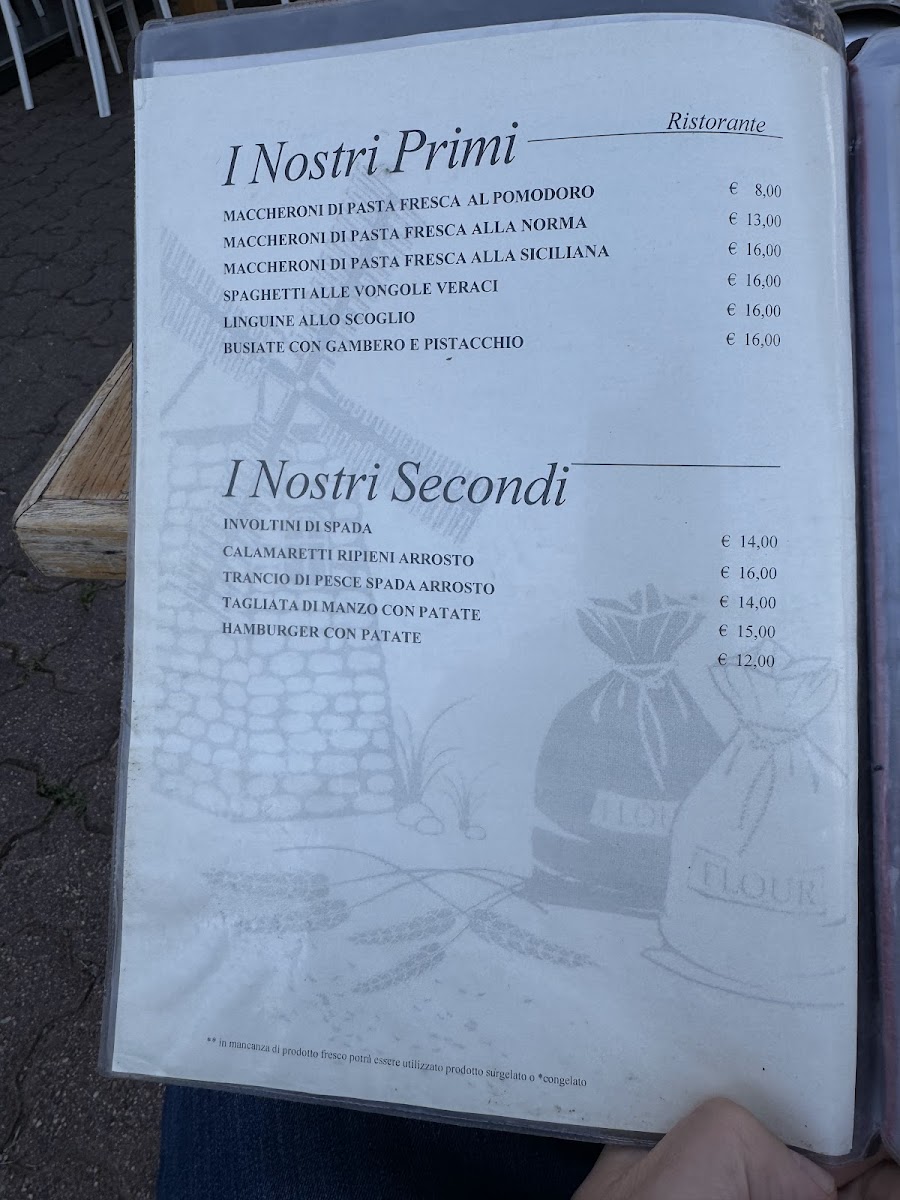 Ristorante
I Nostri Primi
MACCHERONI DI PASTA FRESCA AL POMODORO € 8,00
MACCHERONI DI PASTA FRESCA ALLA NORMA € 13,00
MACCHERONI DI PASTA FRESCA ALLA SICILIANA € 16,00
SPAGHETTI ALLE VONGOLE VERACI € 16,00
LINGUINE ALLO SCOGLIO € 16,00
BUSIATE CON GAMBERO E PISTACCHIO € 16,00
I Nostri Secondi
INVOLTINI DI SPADA € 14,00
CALAMARETTI RIPIENI ARROSTO € 16,00
TRANCIO DI PESCE SPADA ARROSTO € 14,00
TAGLIATA DI MANZO CON PATATE € 15,00
HAMBURGER CON PATATE € 12,00
FLOUR
FLOUR
** in mancanza di prodotto fresco potrà essere utilizzato prodotto surgelato o *congelato